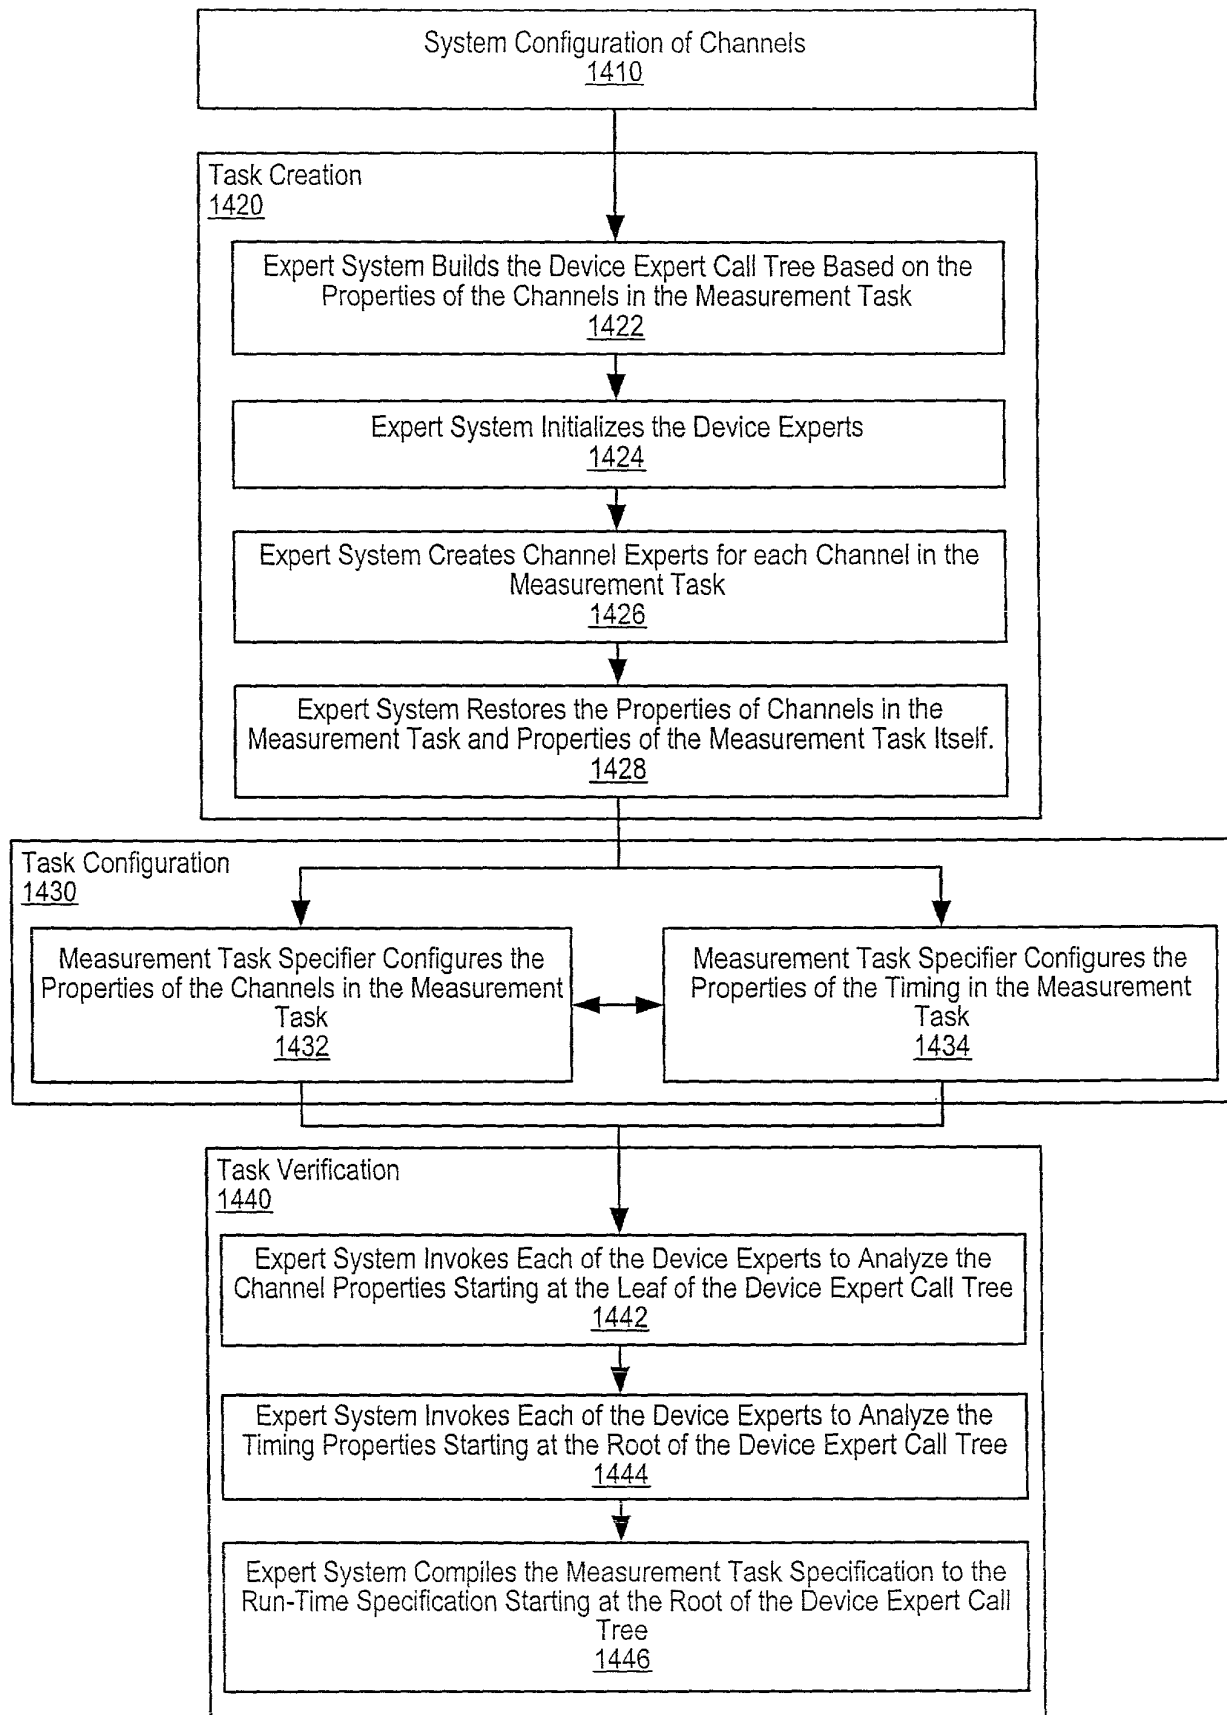 System Configuration of Channels
1410
Task Creation
1420
Expert System Builds the Device Expert Call Tree Based on the
Properties of the Channels in the Measurement Task
1422
Expert System Initializes the Device Experts
1424
Expert System Creates Channel Experts for each Channel in the
Measurement Task
1426
Expert System Restores the Properties of Channels in the
Measurement Task and Properties of the Measurement Task Itself.
1428
Task Configuration
1430
Measurement Task Specifier Configures the
Properties of the Channels in the Measurement
Task
1432
Measurement Task Specifier Configures the
Properties of the Timing in the Measurement
Task
1434
Task Verification
1440
Expert System Invokes Each of the Device Experts to Analyze the
Channel Properties Starting at the Leaf of the Device Expert Call Tree
1442
Expert System Invokes Each of the Device Experts to Analyze the
Timing Properties Starting at the Root of the Device Expert Call Tree
1444
Expert System Compiles the Measurement Task Specification to the
Run-Time Specification Starting at the Root of the Device Expert Call
Tree
1446